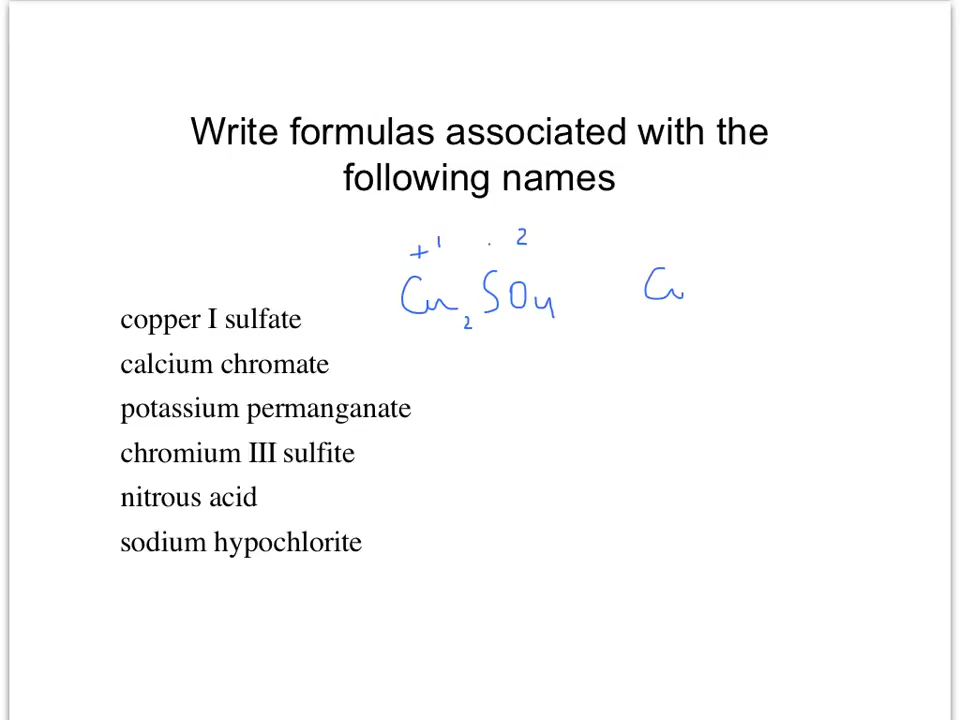 Write formulas associated with the
following names
+1 . 2
Cu2SO4 Cu
copper I sulfate
calcium chromate
potassium permanganate
chromium III sulfite
nitrous acid
sodium hypochlorite